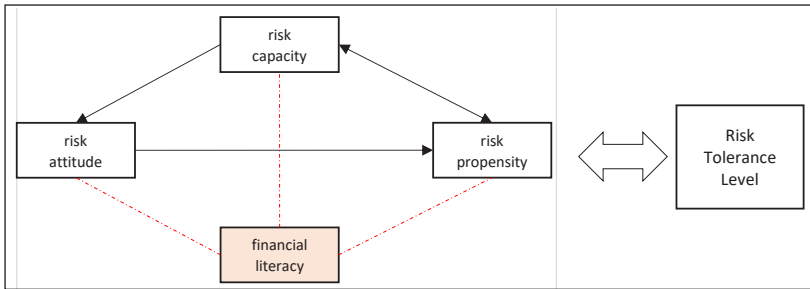 risk
capacity
risk
attitude
risk
propensity
financial
literacy
Risk
Tolerance
Level